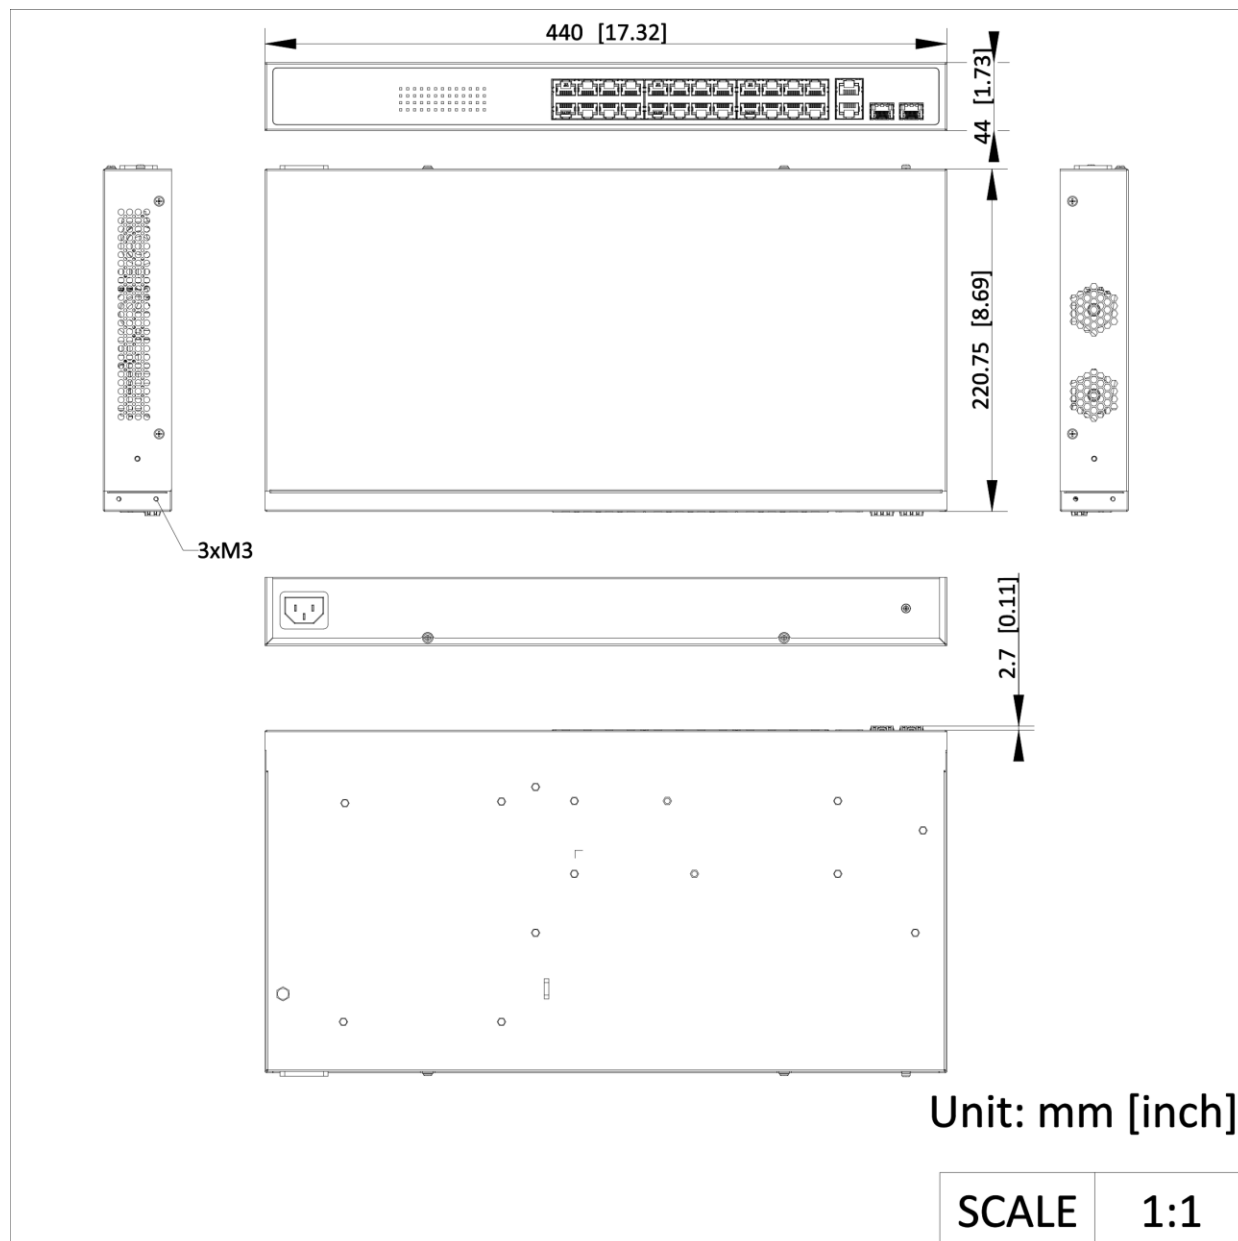 440 [17.32]
44 [1.73]
220.75 [8.69]
3xM3
2.7 [0.11]
Unit: mm [inch]
SCALE 1:1